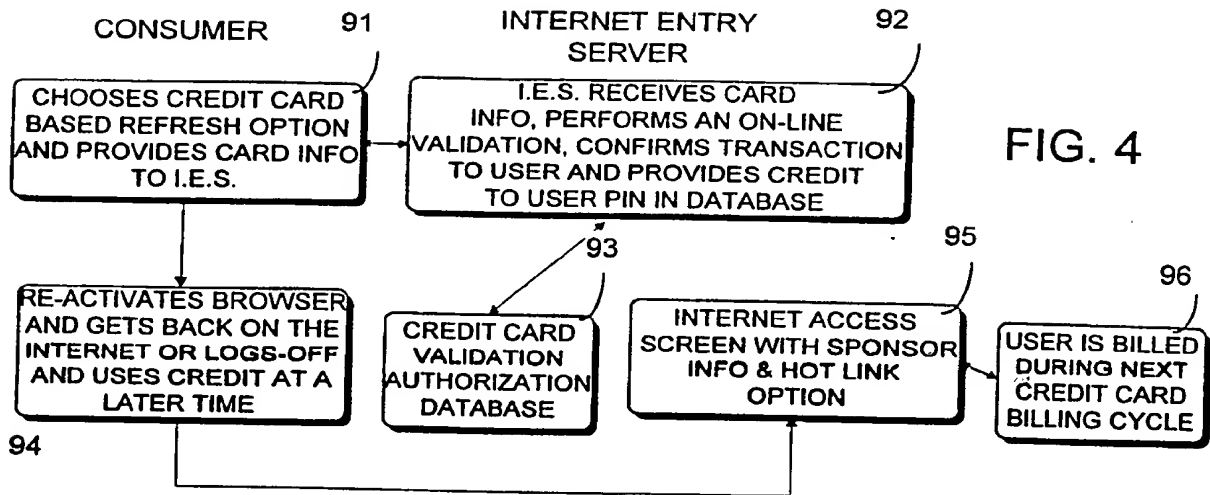 CONSUMER
91
INTERNET ENTRY
SERVER
92
CHOOSES CREDIT CARD
BASED REFRESH OPTION
AND PROVIDES CARD INFO
TO I.E.S.
I.E.S. RECEIVES CARD
INFO, PERFORMS AN ON-LINE
VALIDATION, CONFIRMS TRANSACTION
TO USER AND PROVIDES CREDIT
TO USER PIN IN DATABASE
FIG. 4
RE-ACTIVATES BROWSER
AND GETS BACK ON THE
INTERNET OR LOGS-OFF
AND USES CREDIT AT A
LATER TIME
94
93
CREDIT CARD
VALIDATION
AUTHORIZATION
DATABASE
95
INTERNET ACCESS
SCREEN WITH SPONSOR
INFO & HOT LINK
OPTION
96
USER IS BILLED
DURING NEXT
CREDIT CARD
BILLING CYCLE